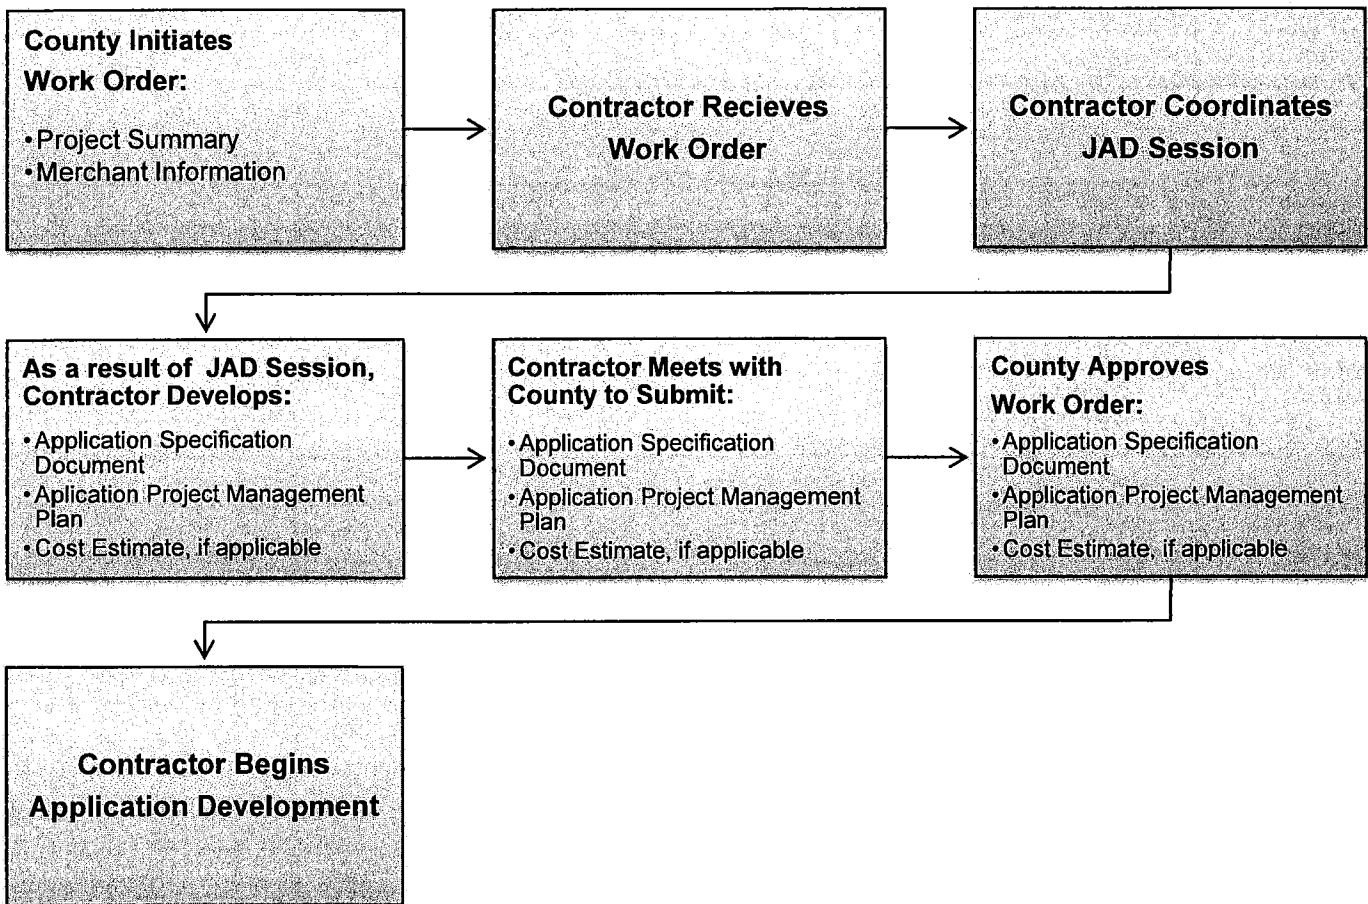 County Initiates
Work Order:
•Project Summary
•Merchant Information
Contractor Recieves
Work Order
Contractor Coordinates
JAD Session
As a result of JAD Session,
Contractor Develops:
•Application Specification
Document
•Aplication Project Management
Plan
•Cost Estimate, if applicable
Contractor Meets with
County to Submit:
•Application Specification
Document
•Application Project Management
Plan
•Cost Estimate, if applicable
County Approves
Work Order:
•Application Specification
Document
•Application Project Management
Plan
•Cost Estimate, if applicable
Contractor Begins
Application Development